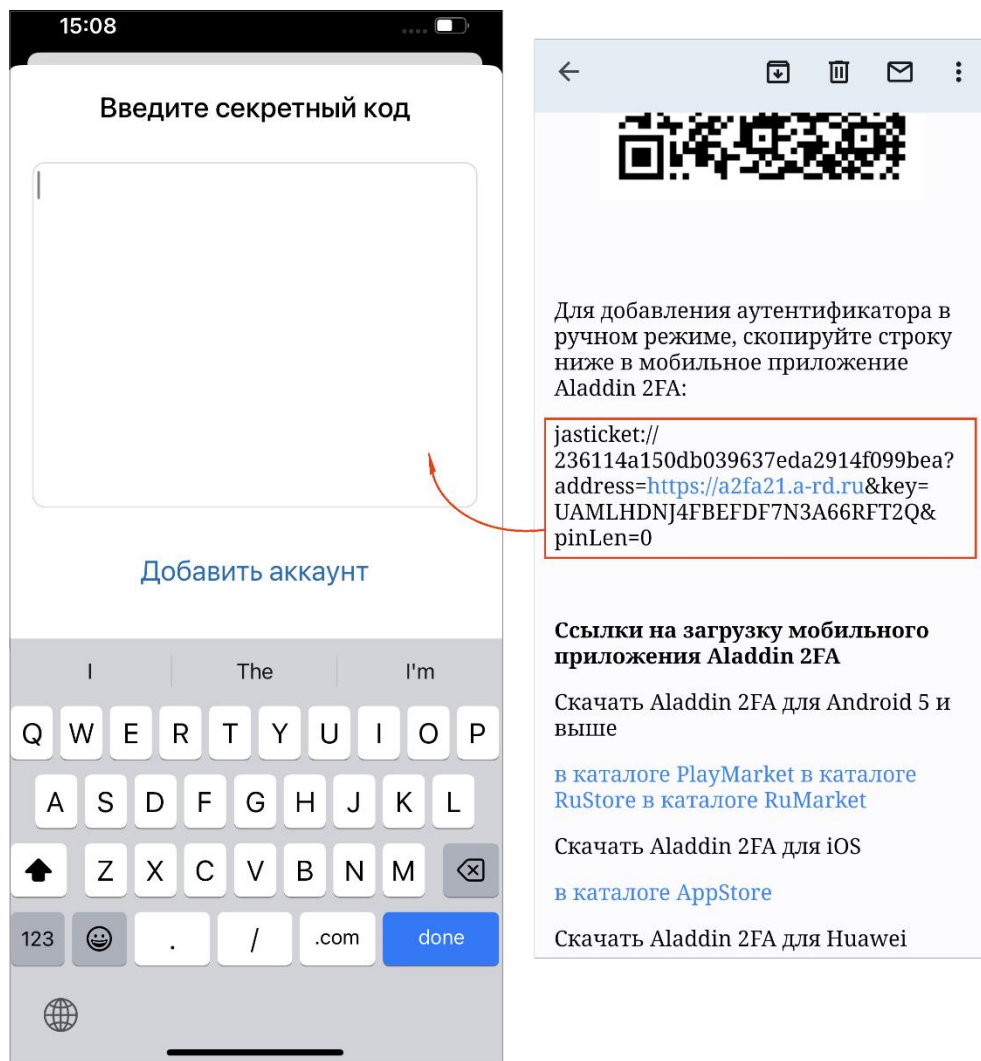 15:08
Введите секретный код
Добавить аккаунт
I The I'm
Q W E R T Y U I O P
A S D F G H J K L
Z X C V B N M
123 . / .com done
Для добавления аутентификатора в
ручном режиме, скопируйте строку
ниже в мобильное приложение
Aladdin 2FA:
jasticket://
236114a150db039637eda2914f099bea?
address=https://a2fa21.a-rd.ru&key=
UAMLHDNJ4FBEFDF7N3A66RFT2Q&
pinLen=0
Ссылки на загрузку мобильного
приложения Aladdin 2FA
Скачать Aladdin 2FA для Android 5 и
выше
в каталоге PlayMarket в каталоге
RuStore в каталоге RuMarket
Скачать Aladdin 2FA для iOS
в каталоге AppStore
Скачать Aladdin 2FA для Huawei